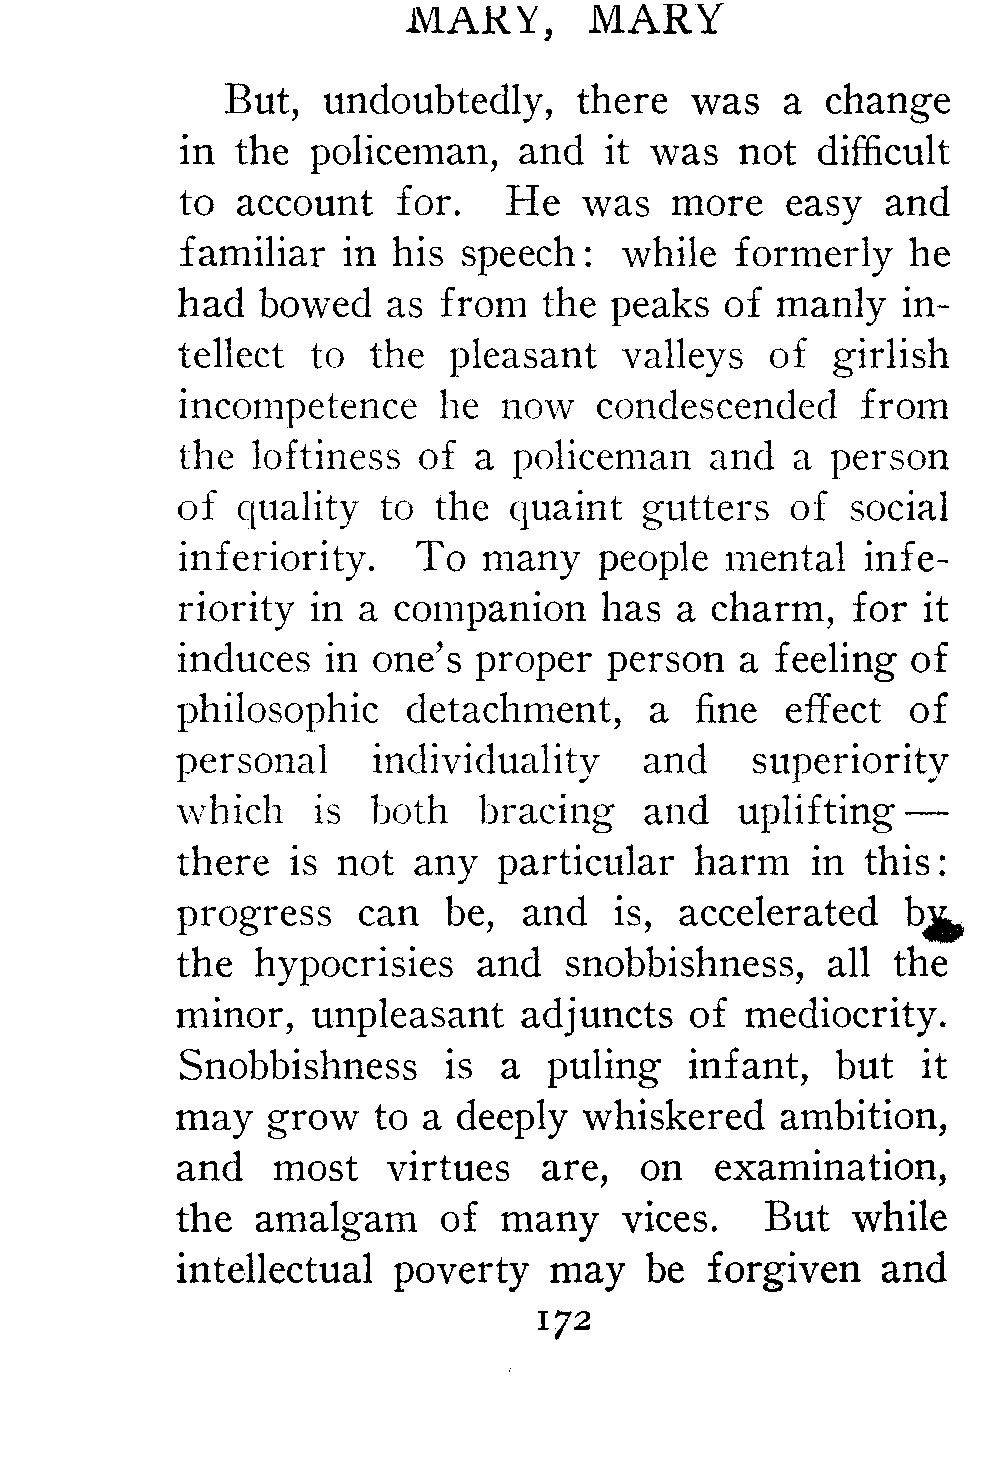 MARY, MARY
But, undoubtedly, there was a change
in the policeman, and it was not difficult
to account for. He was more easy and
familiar in his speech: while formerly he
had bowed as from the peaks of manly in-
tellect to the pleasant valleys of girlish
incompetence he now condescended from
the loftiness of a policeman and a person
of quality to the quaint gutters of social
inferiority. To many people mental infe-
riority in a companion has a charm, for it
induces in one's proper person a feeling of
philosophic detachment, a fine effect of
personal individuality and superiority
which is both bracing and uplifting—
there is not any particular harm in this:
progress can be, and is, accelerated by
the hypocrisies and snobbishness, all the
minor, unpleasant adjuncts of mediocrity.
Snobbishness is a puling infant, but it
may grow to a deeply whiskered ambition,
and most virtues are, on examination,
the amalgam of many vices. But while
intellectual poverty may be forgiven and
172